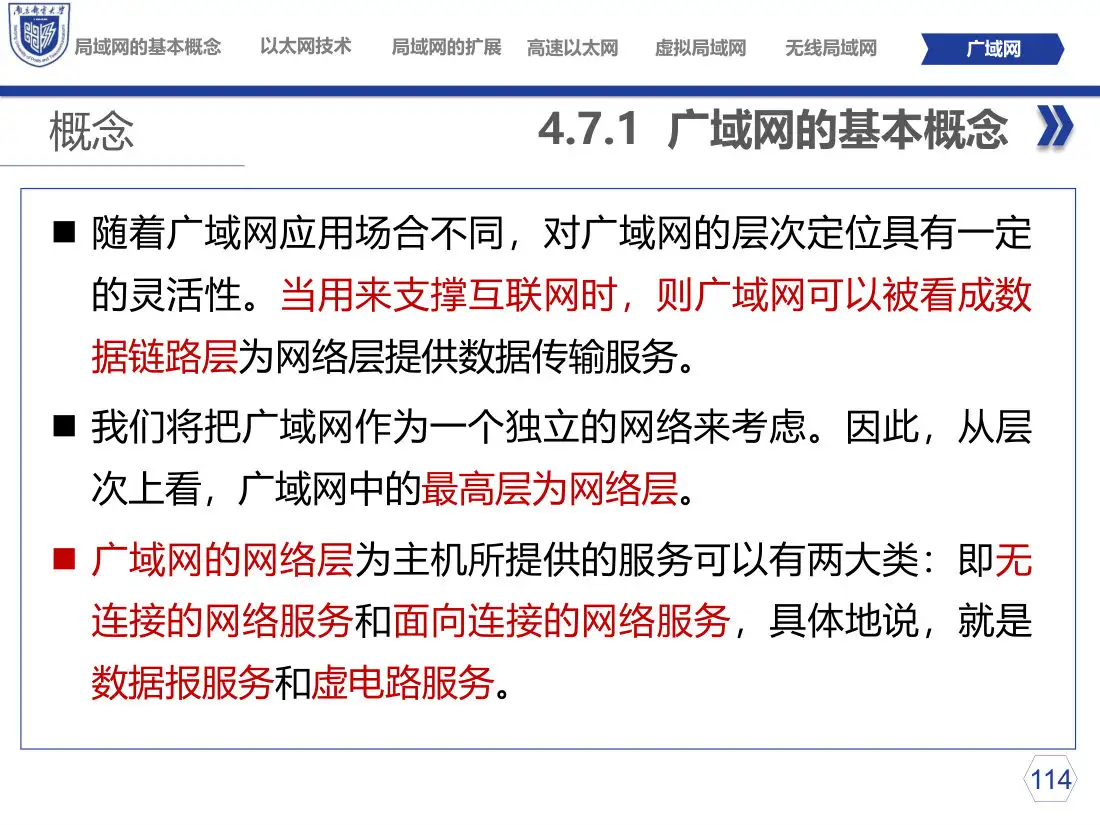 南京邮电大学
局域网的基本概念 以太网技术 局域网的扩展 高速以太网 虚拟局域网 无线局域网 广域网
概念
4.7.1 广域网的基本概念
■ 随着广域网应用场合不同，对广域网的层次定位具有一定
的灵活性。当用来支撑互联网时，则广域网可以被看成数
据链路层为网络层提供数据传输服务。
■ 我们将把广域网作为一个独立的网络来考虑。因此，从层
次上看，广域网中的最高层为网络层。
■ 广域网的网络层为主机所提供的服务可以有两大类：即无
连接的网络服务和面向连接的网络服务，具体地说，就是
数据报服务和虚电路服务。
114